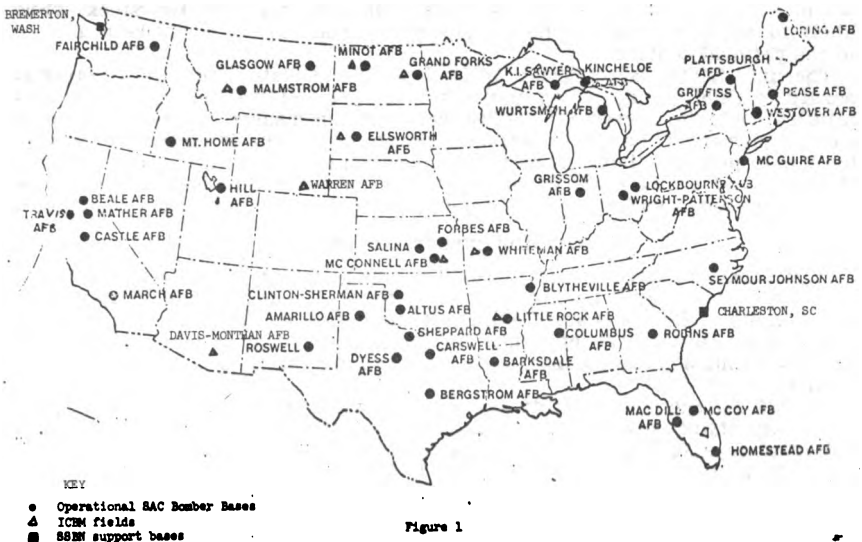 BREMERTON,
WASH
FAIRCHILD AFB
GLASGOW AFB
MINOT AFB
GRAND FORKS
AFB
MALMSTROM AFB
K.I. SAWYER
AFB
KINCHELOE
AFB
LORING AFB
PLATTSBURGH
AFB
GRIFFISS
AFB
PEASE AFB
WESTOVER AFB
WURTSMITH AFB
MT. HOME AFB
ELLSWORTH
AFB
MC GUIRE AFB
HILL
AFB
WARREN AFB
GRISSOM
AFB
LOCKBOURNE AFB
WRIGHT-PATTERSON
AFB
BEALE AFB
TRAVIS
AFB
MATHER AFB
CASTLE AFB
FORBES AFB
SALINA
WHITEMAN AFB
MC CONNELL AFB
SEYMOUR JOHNSON AFB
MARCH AFB
CLINTON-SHERMAN AFB
BLYTHEVILLE AFB
AMARILLO AFB
ALTUS AFB
LITTLE ROCK AFB
CHARLESTON, SC
DAVIS-MONTHAN AFB
SHEPPARD AFB
COLUMBUS
AFB
ROBINS AFB
ROSWELL
DYESS
AFB
CARSWELL
AFB
BARKSDALE
AFB
BERGSTROM AFB
MAC DILL
AFB
MC COY AFB
HOMESTEAD AFB
KEY
Operational SAC Bomber Bases
ICBM fields
SSBN support bases
Figure 1